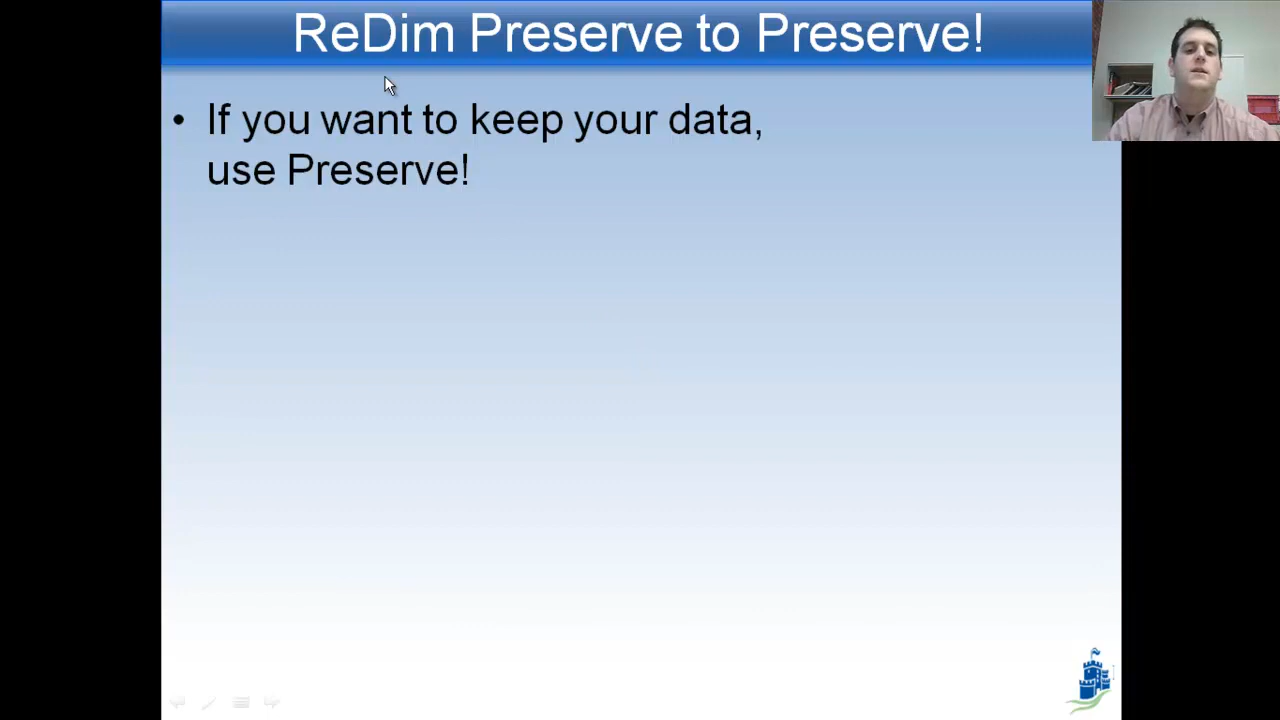 ReDim Preserve to Preserve!
• If you want to keep your data,
use Preserve!